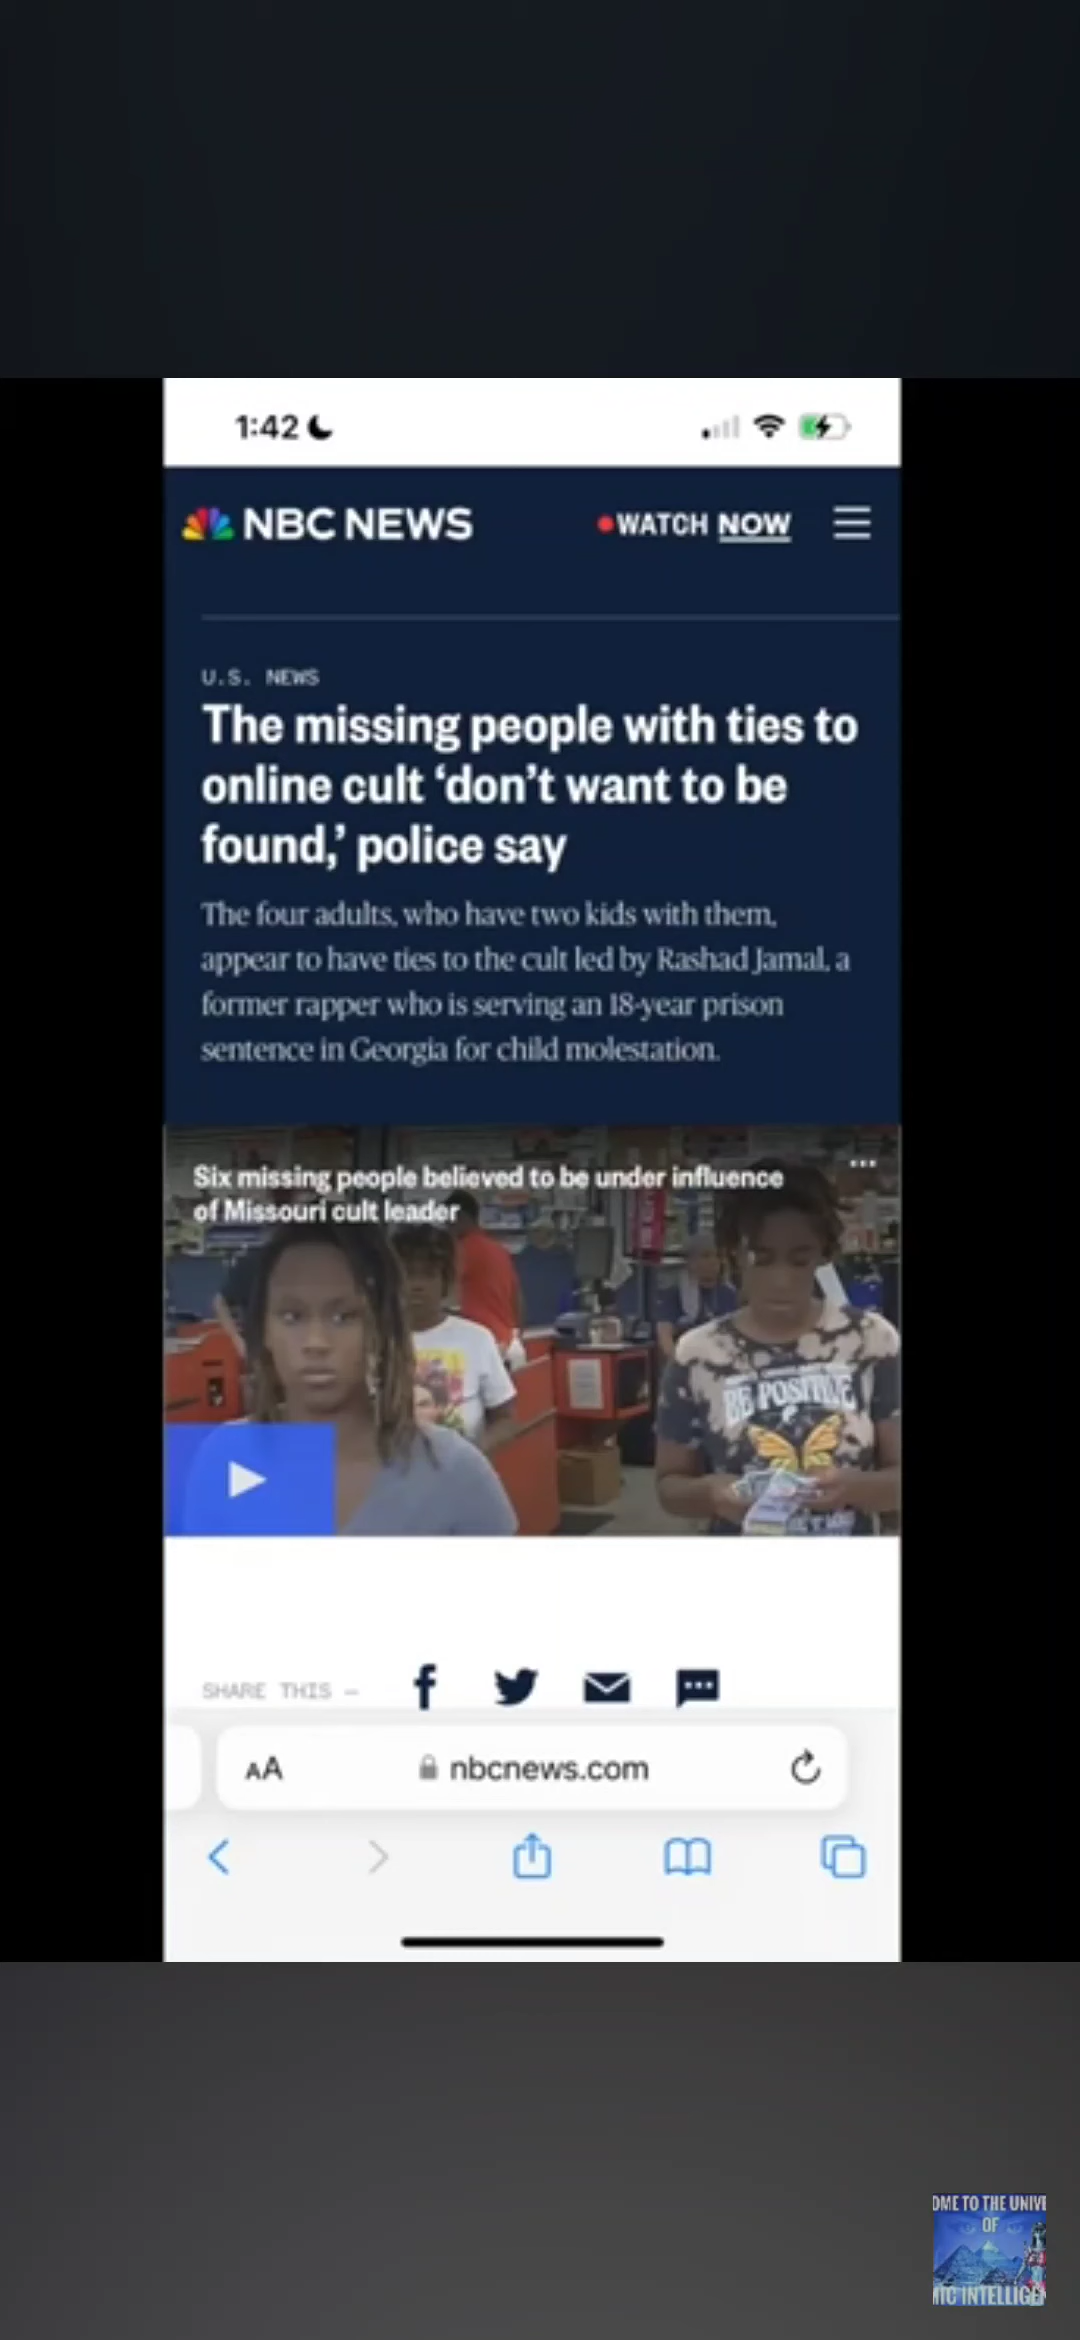 1:42
NBC NEWS
WATCH NOW
U.S. NEWS
The missing people with ties to
online cult ‘don’t want to be
found,’ police say
The four adults, who have two kids with them,
appear to have ties to the cult led by Rashad Jamal, a
former rapper who is serving an 18-year prison
sentence in Georgia for child molestation.
Six missing people believed to be under influence
of Missouri cult leader
BE POSITIVE
SHARE THIS —
AA
nbcnews.com
TO THE
OF